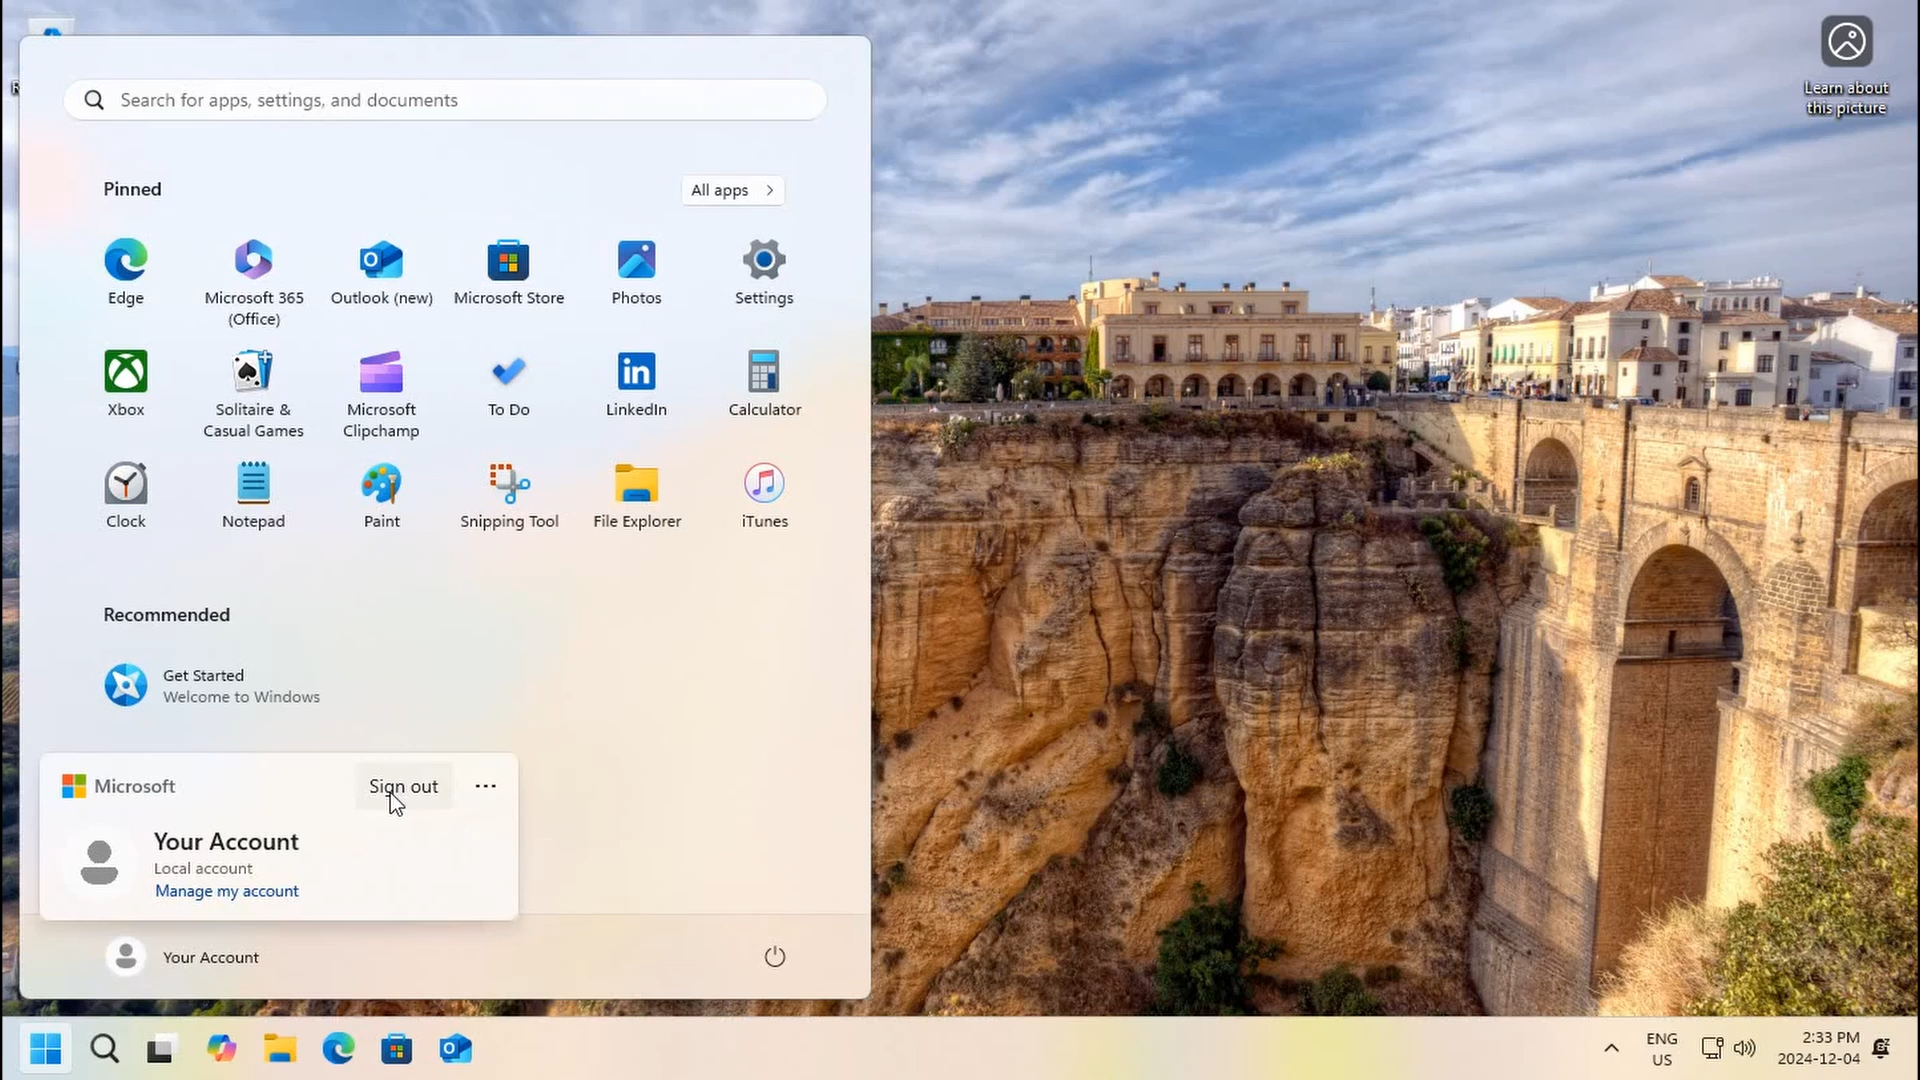 Search for apps, settings, and documents
Learn about
this picture
Pinned
All apps
Edge
Microsoft 365
(Office)
Outlook (new)
Microsoft Store
Photos
Settings
Xbox
Solitaire &
Casual Games
Microsoft
Clipchamp
To Do
LinkedIn
Calculator
Clock
Notepad
Paint
Snipping Tool
File Explorer
iTunes
Recommended
Get Started
Welcome to Windows
Microsoft
Sign out
Your Account
Local account
Manage my account
Your Account
ENG
US
2:33 PM
2024-12-04